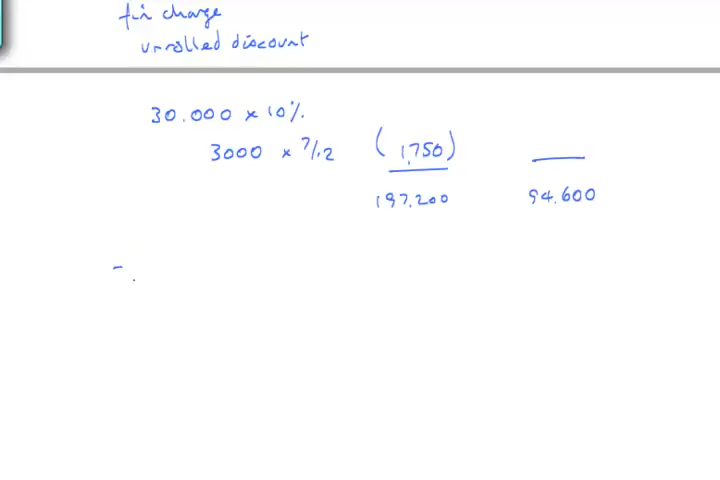 fin charge
unrolled discount
30.000 × 10%
3000 × 7/12 (1,750)
197.200 94.600